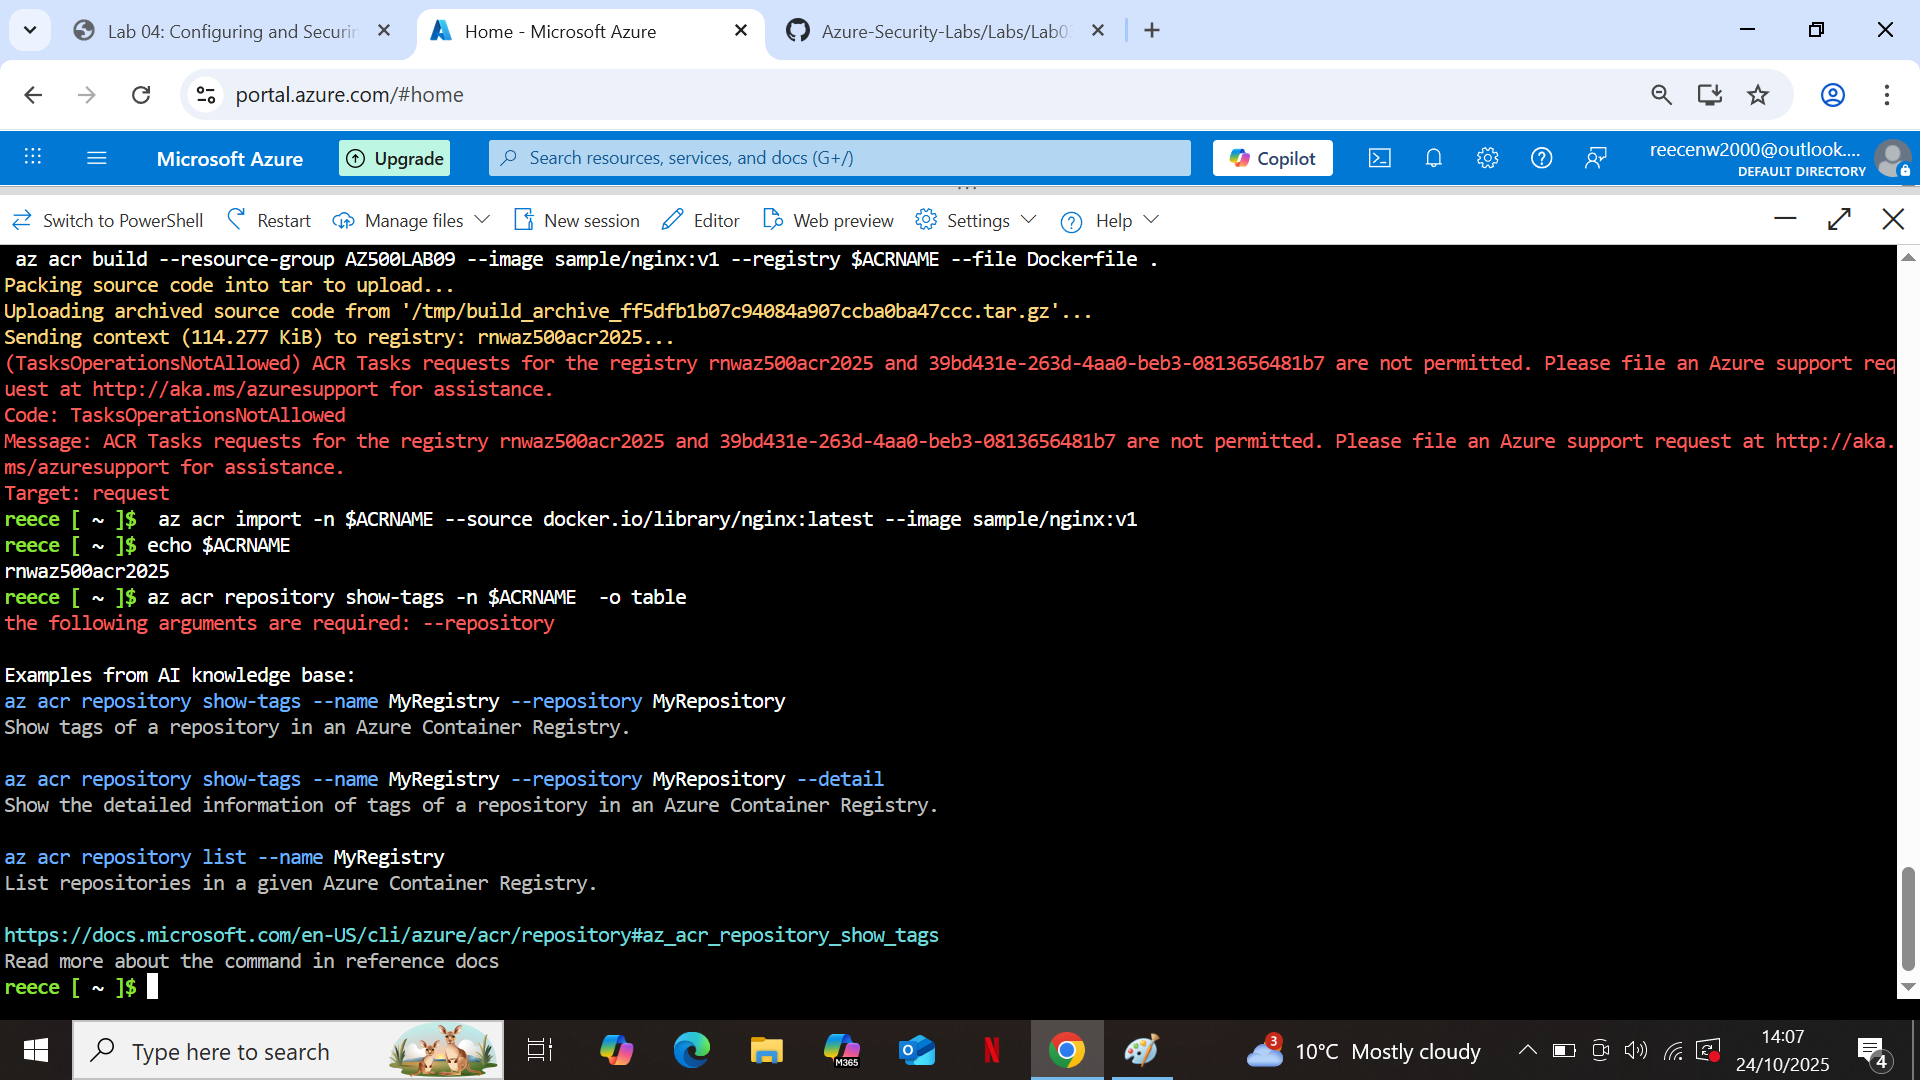 Lab 04: Configuring and Securin
Home - Microsoft Azure
Azure-Security-Labs/Labs/Lab03
portal.azure.com/#home
Microsoft Azure
Upgrade
Search resources, services, and docs (G+/)
Copilot
reecenw2000@outlook....
DEFAULT DIRECTORY
Switch to PowerShell
Restart
Manage files
New session
Editor
Web preview
Settings
Help
az acr build --resource-group AZ500LAB09 --image sample/nginx:v1 --registry $ACRNAME --file Dockerfile .
Packing source code into tar to upload...
Uploading archived source code from '/tmp/build_archive_ff5dfb1b07c94084a907ccba0ba47ccc.tar.gz'...
Sending context (114.277 KiB) to registry: rnwaz500acr2025...
(TasksOperationsNotAllowed) ACR Tasks requests for the registry rnwaz500acr2025 and 39bd431e-263d-4aa0-beb3-0813656481b7 are not permitted. Please file an Azure support req
uest at http://aka.ms/azuresupport for assistance.
Code: TasksOperationsNotAllowed
Message: ACR Tasks requests for the registry rnwaz500acr2025 and 39bd431e-263d-4aa0-beb3-0813656481b7 are not permitted. Please file an Azure support request at http://aka.
ms/azuresupport for assistance.
Target: request
reece [ ~ ]$  az acr import -n $ACRNAME --source docker.io/library/nginx:latest --image sample/nginx:v1
reece [ ~ ]$ echo $ACRNAME
rnwaz500acr2025
reece [ ~ ]$ az acr repository show-tags -n $ACRNAME  -o table
the following arguments are required: --repository
Examples from AI knowledge base:
az acr repository show-tags --name MyRegistry --repository MyRepository
Show tags of a repository in an Azure Container Registry.
az acr repository show-tags --name MyRegistry --repository MyRepository --detail
Show the detailed information of tags of a repository in an Azure Container Registry.
az acr repository list --name MyRegistry
List repositories in a given Azure Container Registry.
https://docs.microsoft.com/en-US/cli/azure/acr/repository#az_acr_repository_show_tags
Read more about the command in reference docs
reece [ ~ ]$
Type here to search
M365
N
3
10°C Mostly cloudy
14:07
24/10/2025
4